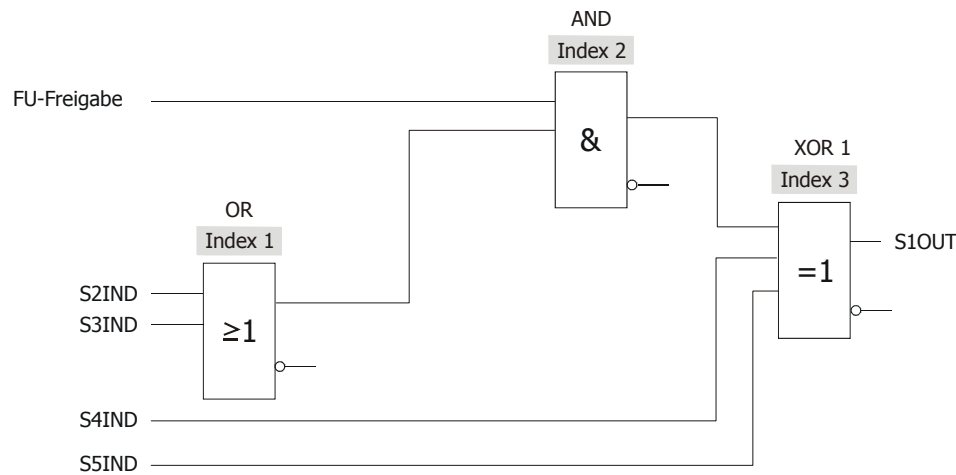 AND
Index 2
FU-Freigabe
&
XOR 1
Index 3
OR
Index 1
S1OUT
=1
S2IND
S3IND
≥1
S4IND
S5IND